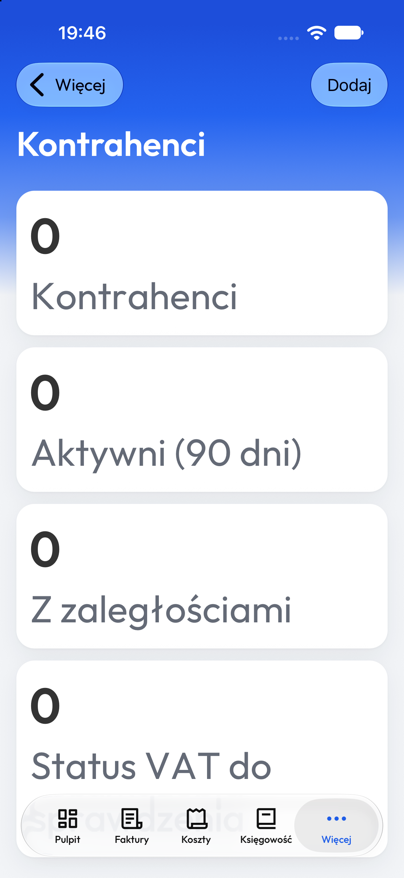 19:46
Więcej
Dodaj
Kontrahenci
0
Kontrahenci
0
Aktywni (90 dni)
0
Z zaległościami
0
Status VAT do
sprawdzenia
Pulpit
Faktury
Koszty
Księgowość
Więcej